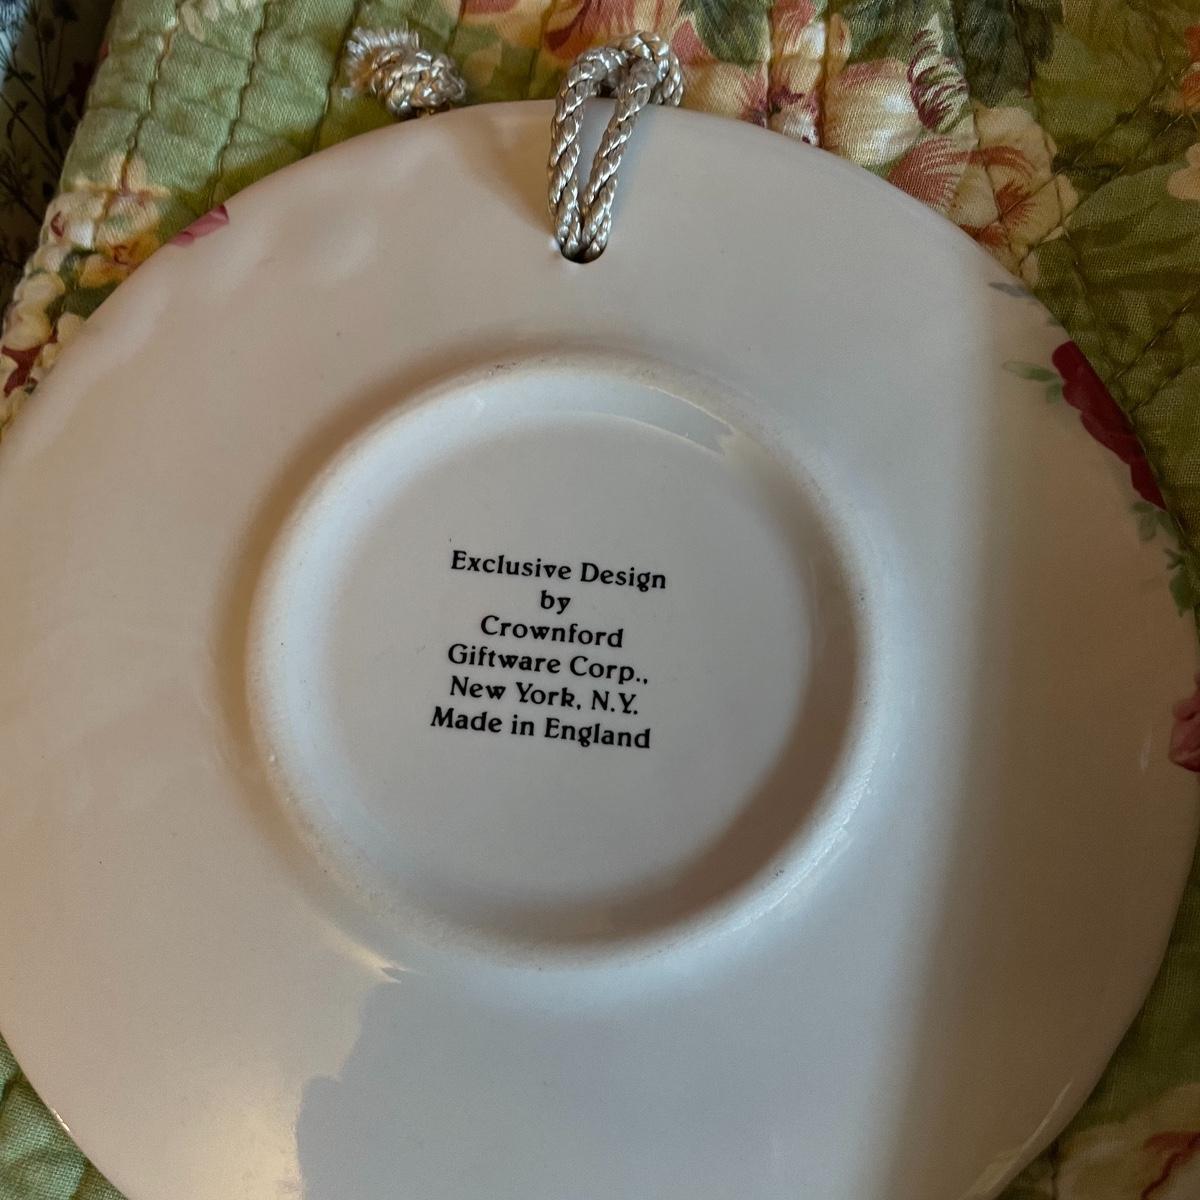 Exclusive Design
by
Crownford
Giftware Corp.,
New York, N.Y.
Made in England